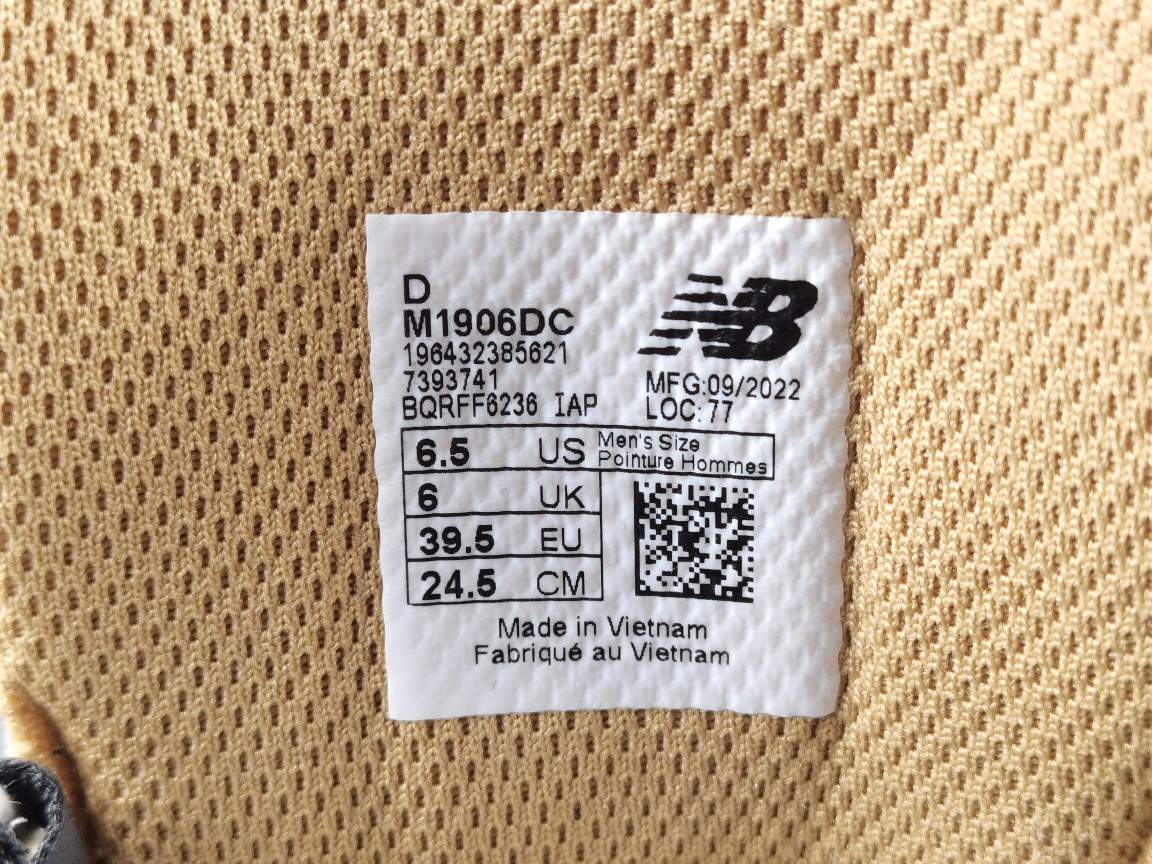 D
M1906DC
196432385621
7393741
BQRFF6236 IAP
NB
MFG:09/2022
LOC:77
6.5 US Men's Size
Pointure Hommes
6 UK
39.5 EU
24.5 CM
Made in Vietnam
Fabriqué au Vietnam